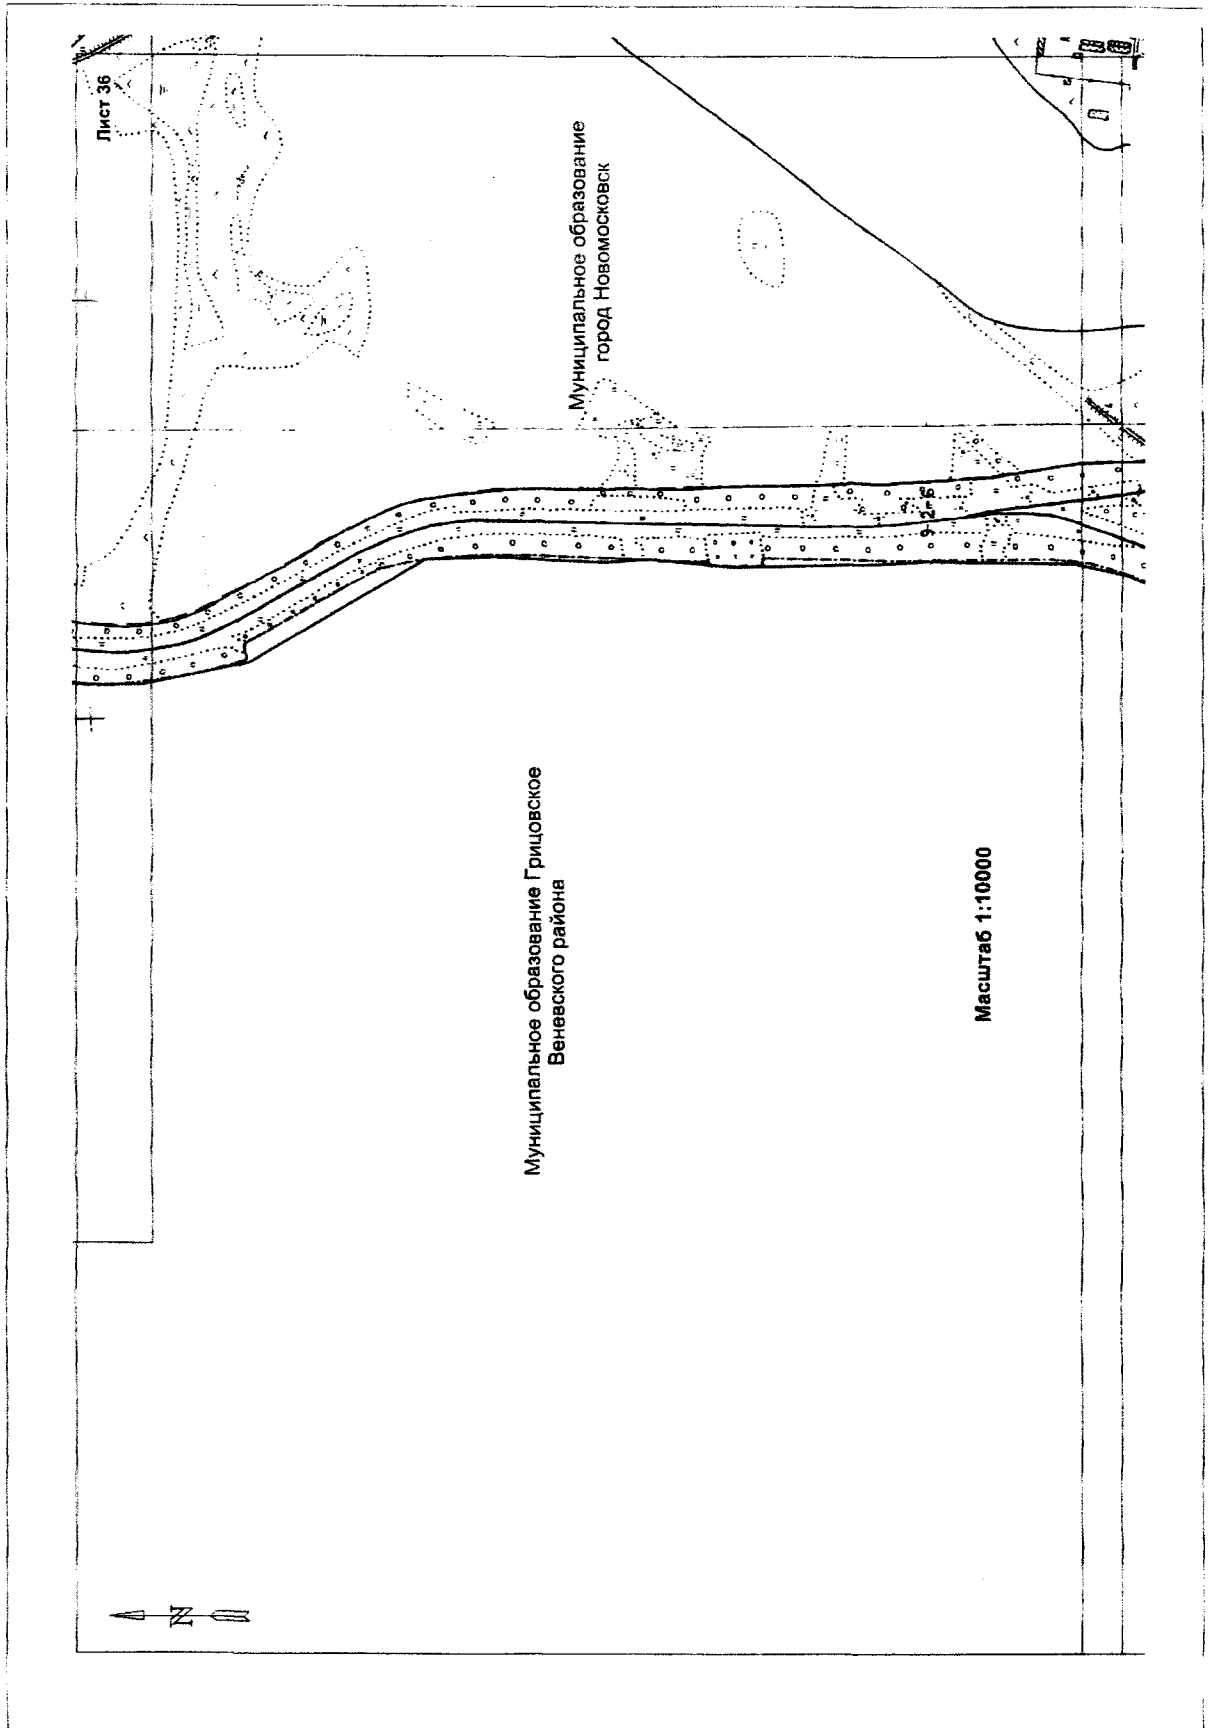 Лист 36
Муниципальное образование
город Новомосковск
Муниципальное образование Грицовское
Веневского района
Масштаб 1:10000
N